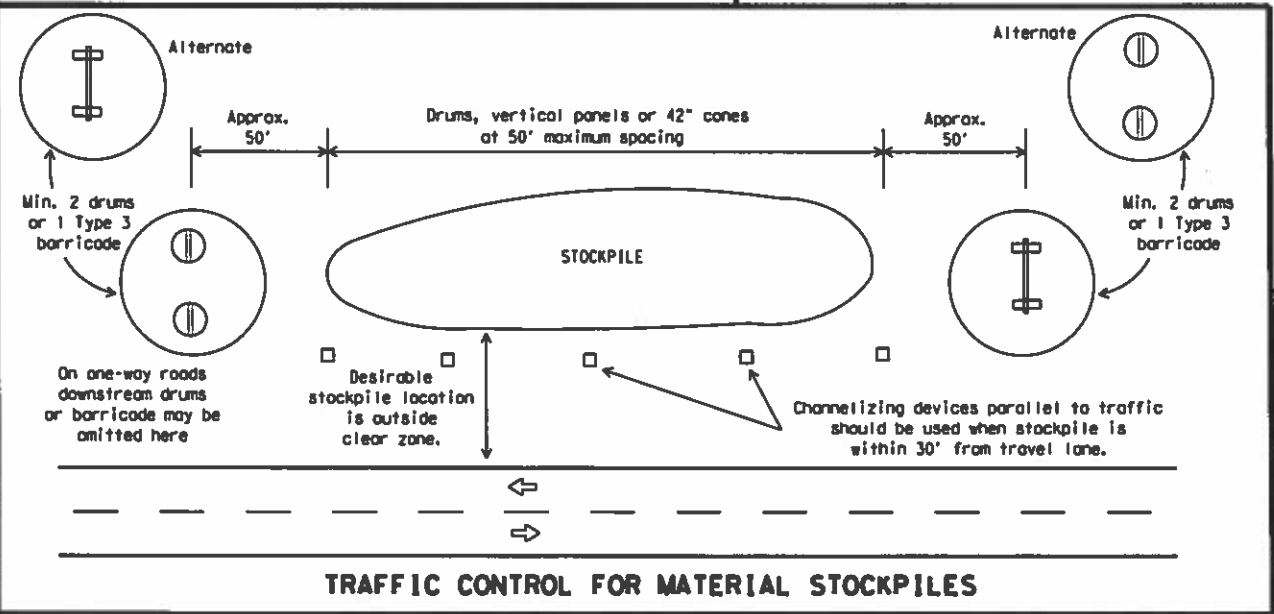 Alternate
Alternate
Approx.
50'
Drums, vertical panels or 42" cones
at 50' maximum spacing
Approx.
50'
Min. 2 drums
or 1 Type 3
barricade
Min. 2 drums
or 1 Type 3
barricade
STOCKPILE
On one-way roads
downstream drums
or barricade may be
omitted here
Desirable
stockpile location
is outside
clear zone.
Channelizing devices parallel to traffic
should be used when stockpile is
within 30' from travel lane.
TRAFFIC CONTROL FOR MATERIAL STOCKPILES